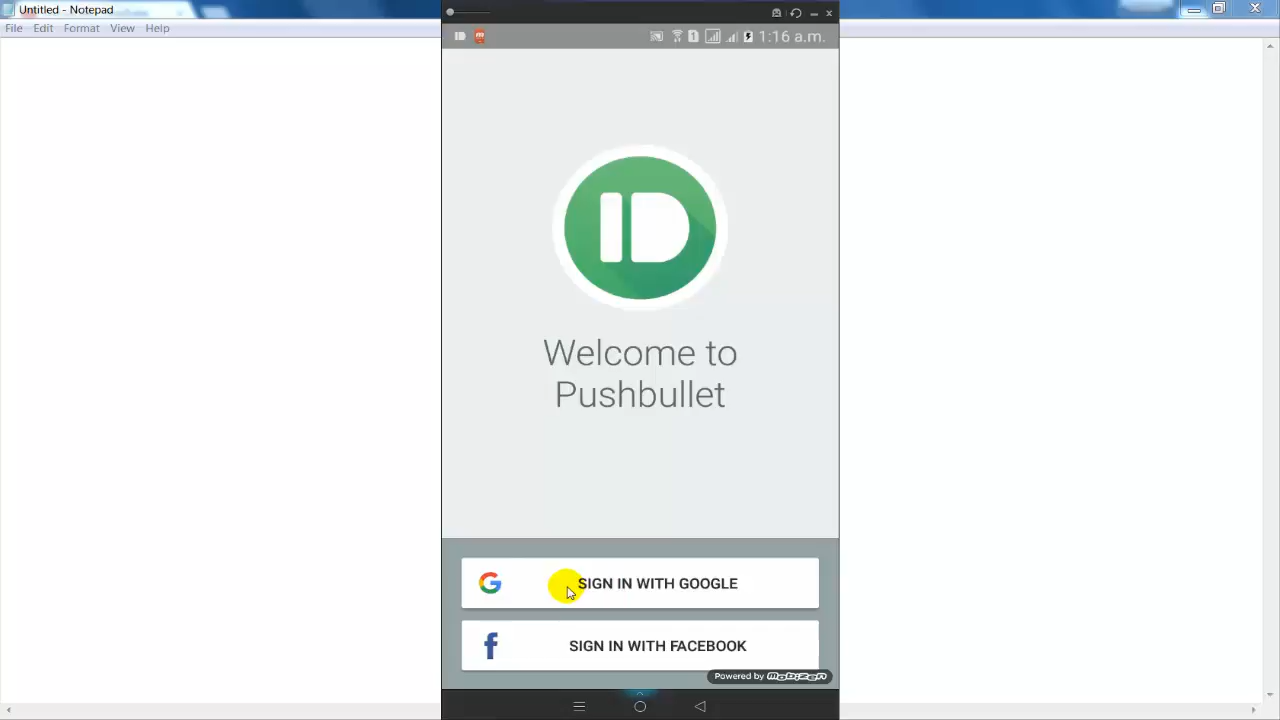 Untitled - Notepad
File Edit Format View Help
1:16 a.m.
Welcome to
Pushbullet
SIGN IN WITH GOOGLE
SIGN IN WITH FACEBOOK
Powered by mobizen